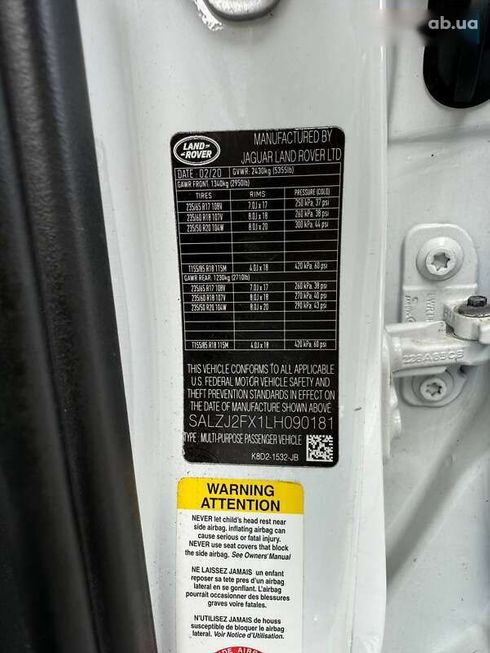 ab.ua
LAND ROVER
MANUFACTURED BY
JAGUAR LAND ROVER LTD
DATE 02/20 GVWR: 2430kg (5355lb)
GAWR FRONT. 1340kg (2950lb)
TIRES RIMS PRESSURE (COLD)
235/65 R17 108V 7.0J x 17 250 kPa, 37 psi
235/60 R18 107V 8.0J x 18 260 kPa, 38 psi
235/50 R20 104W 8.0J x 20 300 kPa, 44 psi
T155/85 R18 115M 4.0J x 18 420 kPa, 60 psi
GAWR REAR. 1230kg (2710lb)
235/65 R17 108V 7.0J x 17 260 kPa, 38 psi
235/60 R18 107V 8.0J x 18 270 kPa, 40 psi
235/50 R20 104W 8.0J x 20 290 kPa, 43 psi
T155/85 R18 115M 4.0J x 18 420 kPa, 60 psi
THIS VEHICLE CONFORMS TO ALL APPLICABLE
U.S. FEDERAL MOTOR VEHICLE SAFETY AND
THEFT PREVENTION STANDARDS IN EFFECT ON THE
DATE OF MANUFACTURE SHOWN ABOVE.
SALZJ2FX1LH090181
TYPE: MULTI-PURPOSE PASSENGER VEHICLE
K8D2-1532-JB
WARNING
ATTENTION
NEVER let child's head rest near
side airbag. inflating airbag can
cause serious or fatal injury.
NEVER use seat covers that block
the side airbag. See Owners' Manual
NE LAISSEZ JAMAIS un enfant
reposer sa tete pres d'un airbag
lateral en place. L'airbag
pourrait occasionner des blessures
graves voire fatales.
N'utilisez JAMAIS de housse
susceptible de bloquer le airbag
lateral. Voir Notice d'Utilisation.